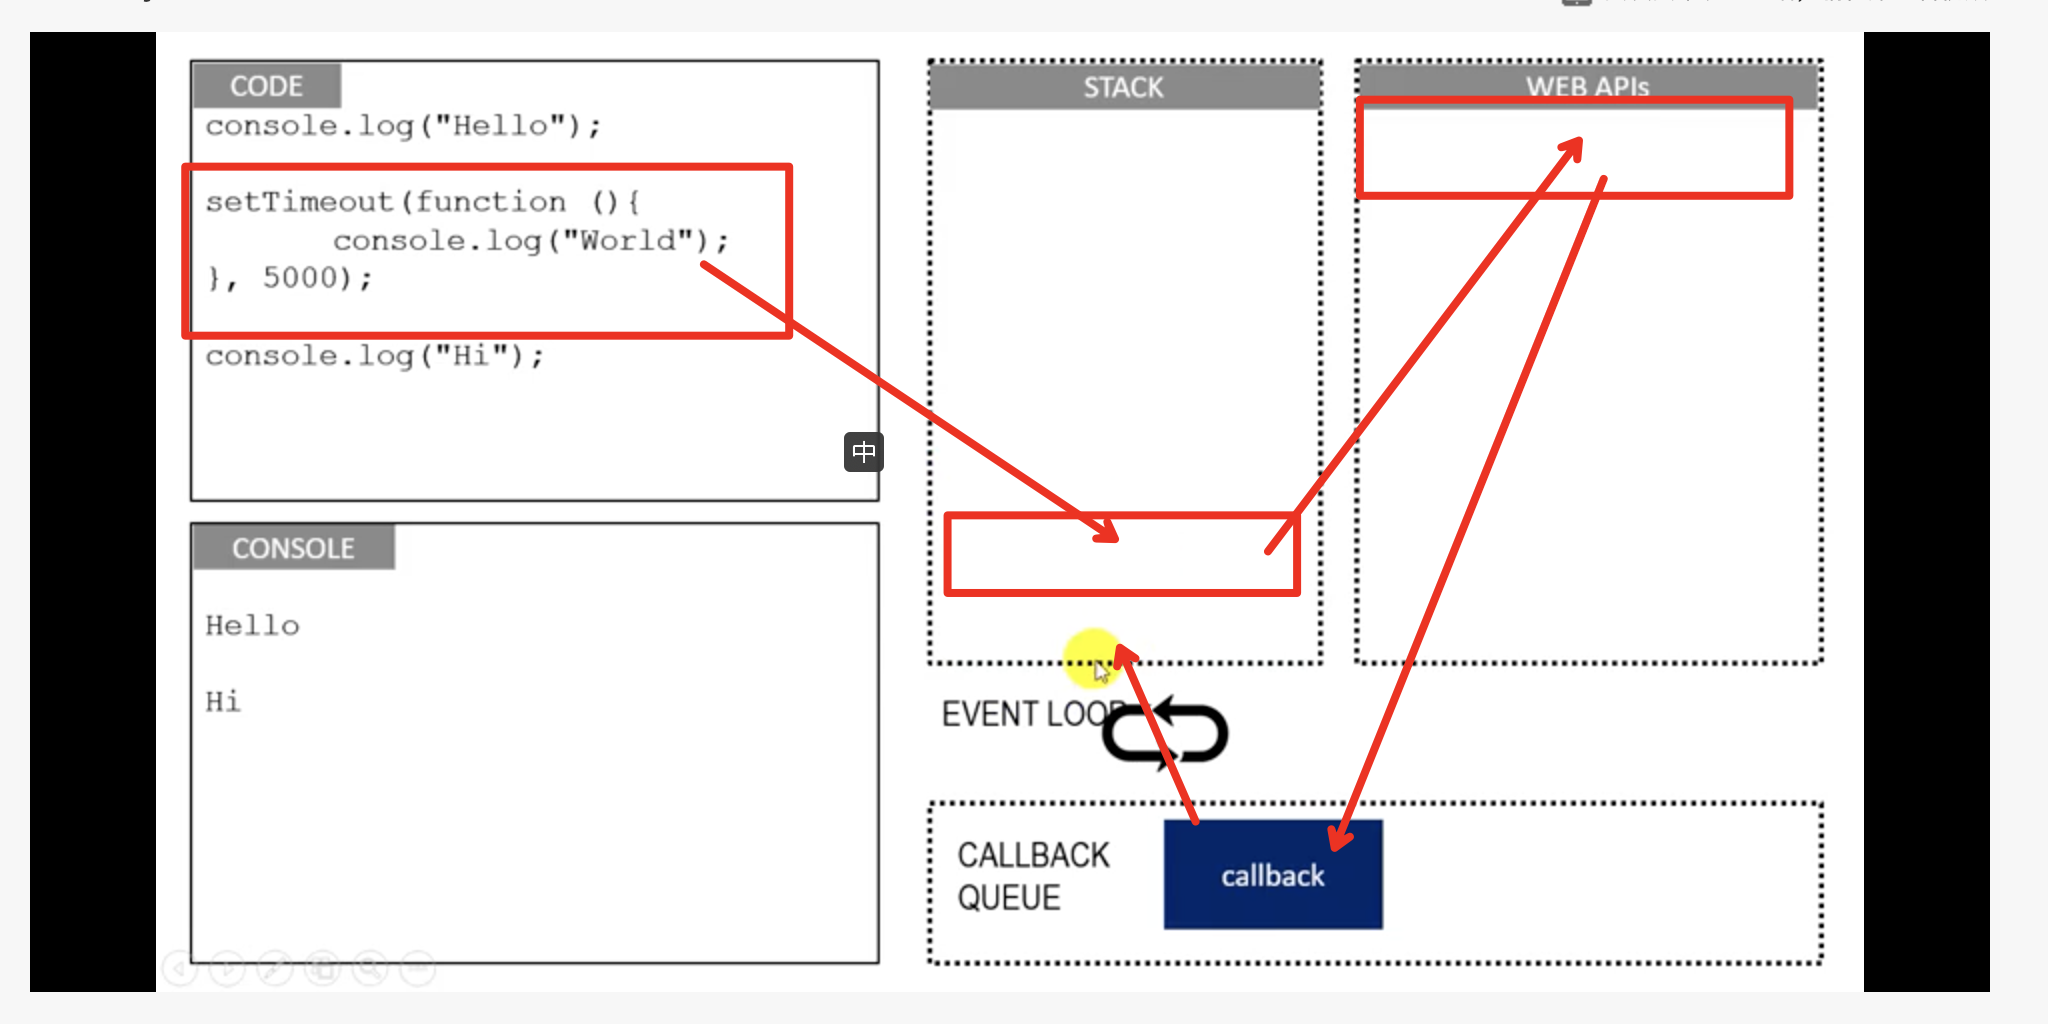 CODE
console.log("Hello");
setTimeout(function (){
console.log("World");
}, 5000);
console.log("Hi");
中
CONSOLE
Hello
Hi
STACK
WEB APIs
EVENT LOOP
CALLBACK
QUEUE
callback